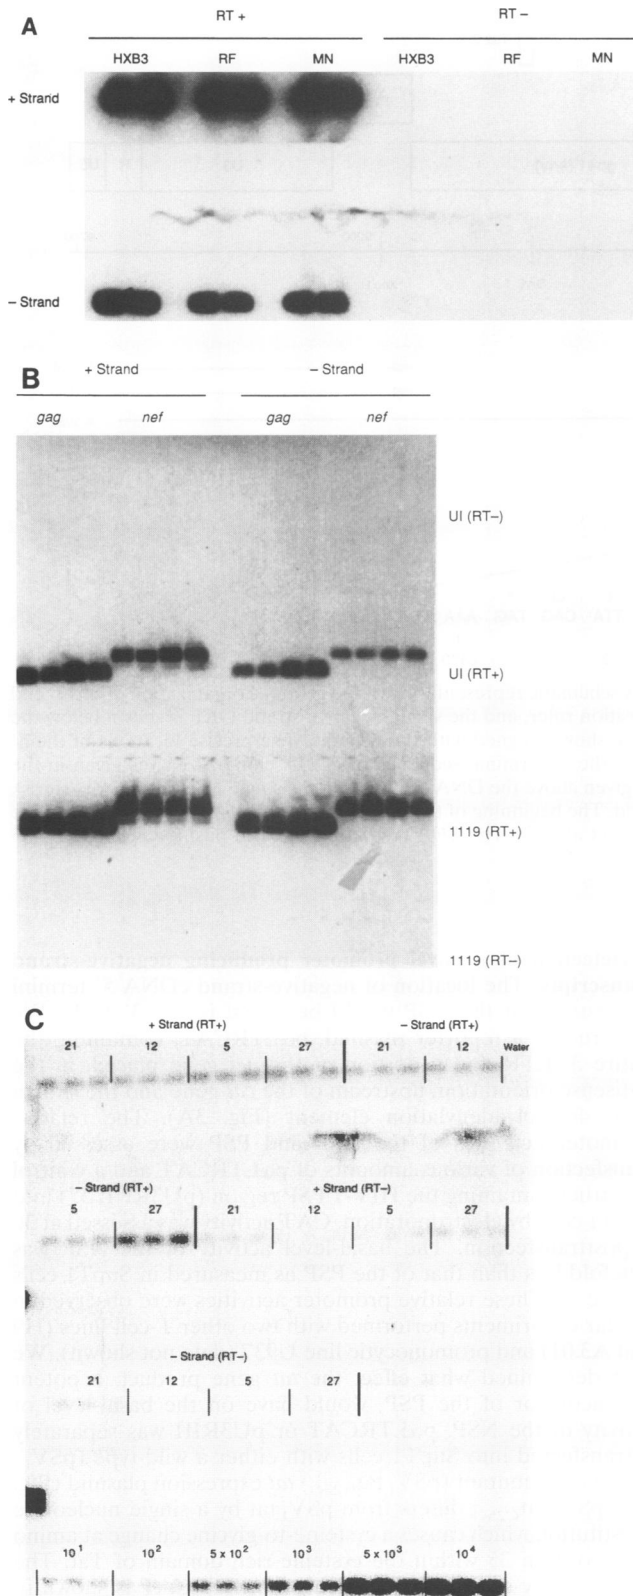 A
RT + RT –
HXB3 RF MN HXB3 RF MN
+ Strand
– Strand
B
+ Strand – Strand
gag nef gag nef
UI (RT–)
UI (RT+)
1119 (RT+)
1119 (RT–)
C
+ Strand (RT+) – Strand (RT+)
21 12 5 27 21 12 Water
– Strand (RT+) + Strand (RT–)
5 27 21 12 5 27
– Strand (RT–)
21 12 5 27
10¹ 10² 5 x 10² 10³ 5 x 10³ 10⁴